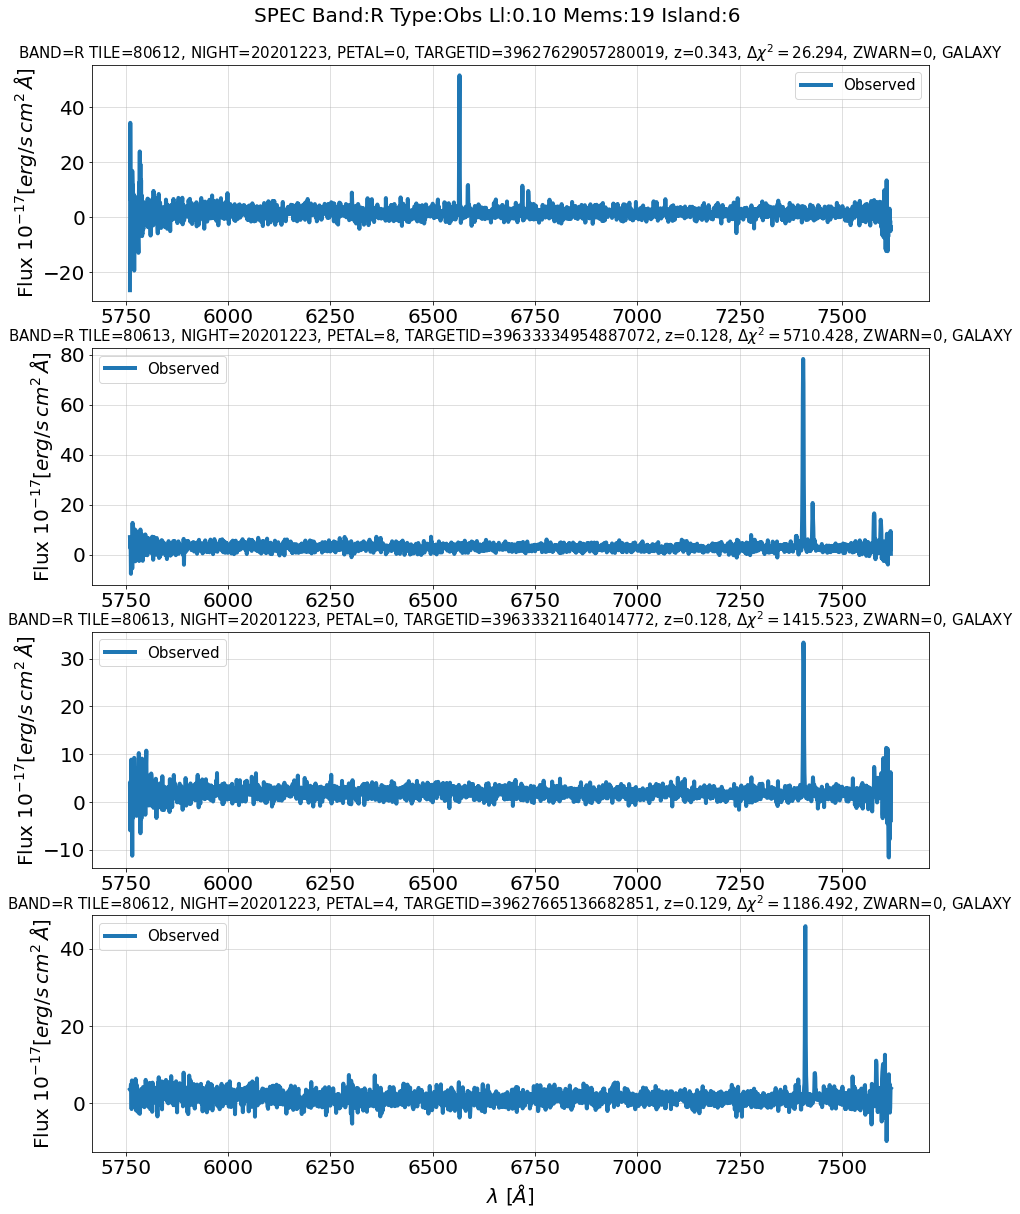 SPEC Band:R Type:Obs Ll:0.10 Mems:19 Island:6
BAND=R TILE=80612, NIGHT=20201223, PETAL=0, TARGETID=39627629057280019, z=0.343, Δχ²=26.294, ZWARN=0, GALAXY
Flux 10⁻¹⁷[erg/s cm² Å]
40
20
0
−20
Observed
5750 6000 6250 6500 6750 7000 7250 7500
BAND=R TILE=80613, NIGHT=20201223, PETAL=8, TARGETID=39633334954887072, z=0.128, Δχ²=5710.428, ZWARN=0, GALAXY
Flux 10⁻¹⁷[erg/s cm² Å]
80
60
40
20
0
Observed
5750 6000 6250 6500 6750 7000 7250 7500
BAND=R TILE=80613, NIGHT=20201223, PETAL=0, TARGETID=39633321164014772, z=0.128, Δχ²=1415.523, ZWARN=0, GALAXY
Flux 10⁻¹⁷[erg/s cm² Å]
30
20
10
0
−10
Observed
5750 6000 6250 6500 6750 7000 7250 7500
BAND=R TILE=80612, NIGHT=20201223, PETAL=4, TARGETID=39627665136682851, z=0.129, Δχ²=1186.492, ZWARN=0, GALAXY
Flux 10⁻¹⁷[erg/s cm² Å]
40
20
0
Observed
5750 6000 6250 6500 6750 7000 7250 7500
λ [Å]